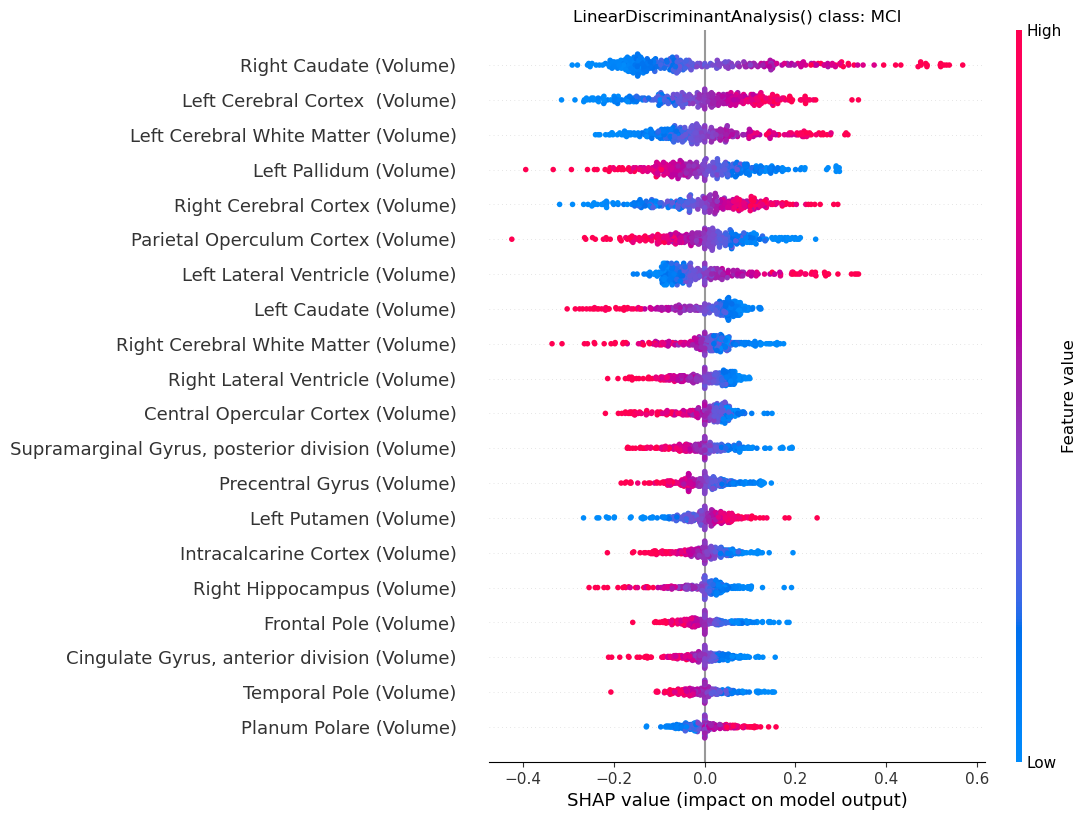 LinearDiscriminantAnalysis() class: MCI
High
Right Caudate (Volume)
Left Cerebral Cortex  (Volume)
Left Cerebral White Matter (Volume)
Left Pallidum (Volume)
Right Cerebral Cortex (Volume)
Parietal Operculum Cortex (Volume)
Left Lateral Ventricle (Volume)
Left Caudate (Volume)
Right Cerebral White Matter (Volume)
Right Lateral Ventricle (Volume)
Central Opercular Cortex (Volume)
Supramarginal Gyrus, posterior division (Volume)
Precentral Gyrus (Volume)
Left Putamen (Volume)
Intracalcarine Cortex (Volume)
Right Hippocampus (Volume)
Frontal Pole (Volume)
Cingulate Gyrus, anterior division (Volume)
Temporal Pole (Volume)
Planum Polare (Volume)
Feature value
Low
−0.4 −0.2 0.0 0.2 0.4 0.6
SHAP value (impact on model output)